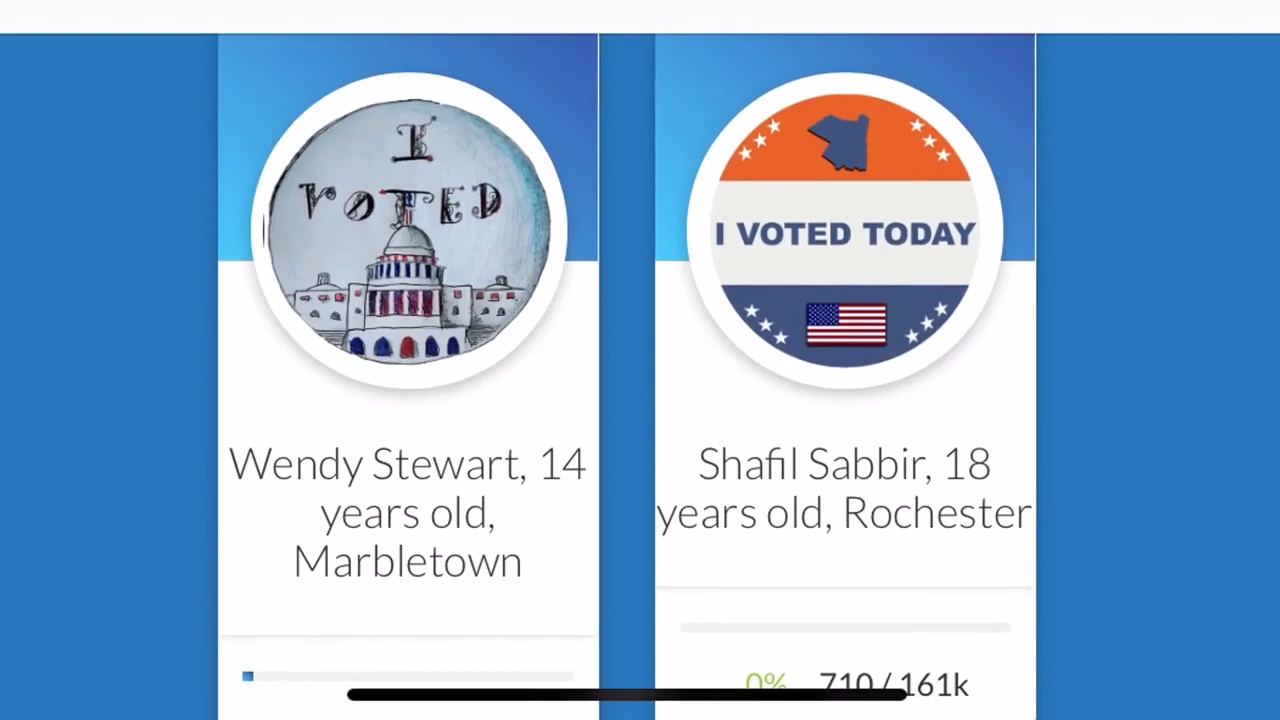 I
VOTED
Wendy Stewart, 14
years old,
Marbletown
I VOTED TODAY
Shafil Sabbir, 18
years old, Rochester
0% 710 / 161k